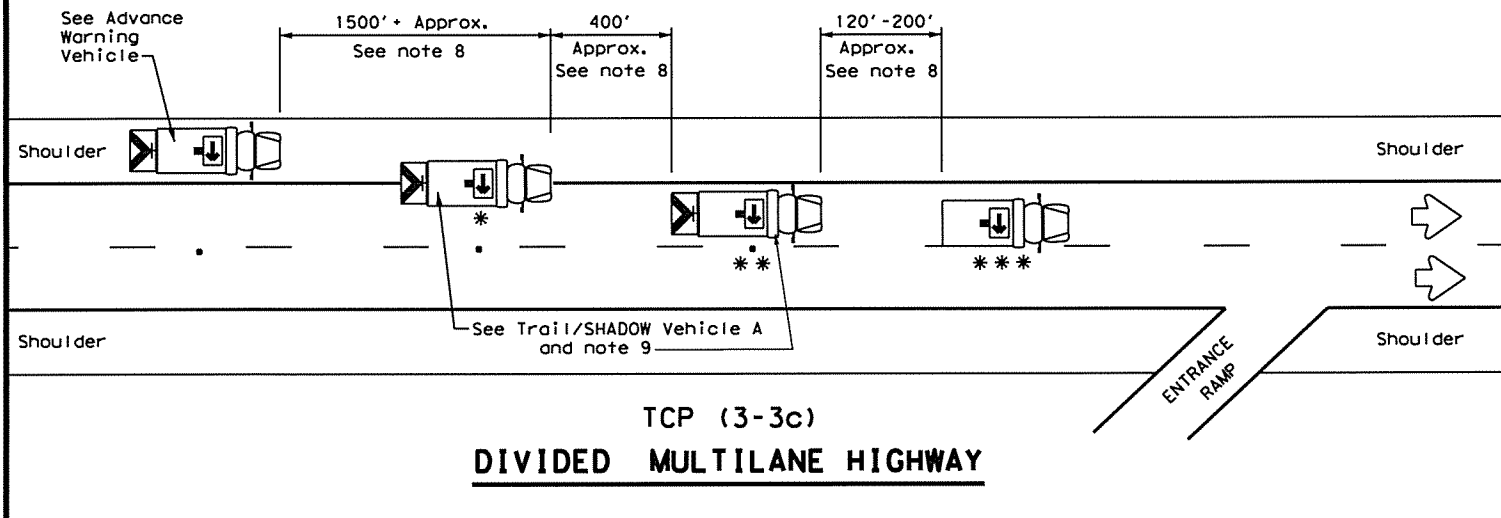 See Advance
Warning
Vehicle
1500'+ Approx.
See note 8
400'
Approx.
See note 8
120'-200'
Approx.
See note 8
Shoulder
Shoulder
*
**
***
See Trail/SHADOW Vehicle A
and note 9
Shoulder
Shoulder
ENTRANCE
RAMP
TCP (3-3c)
DIVIDED MULTILANE HIGHWAY